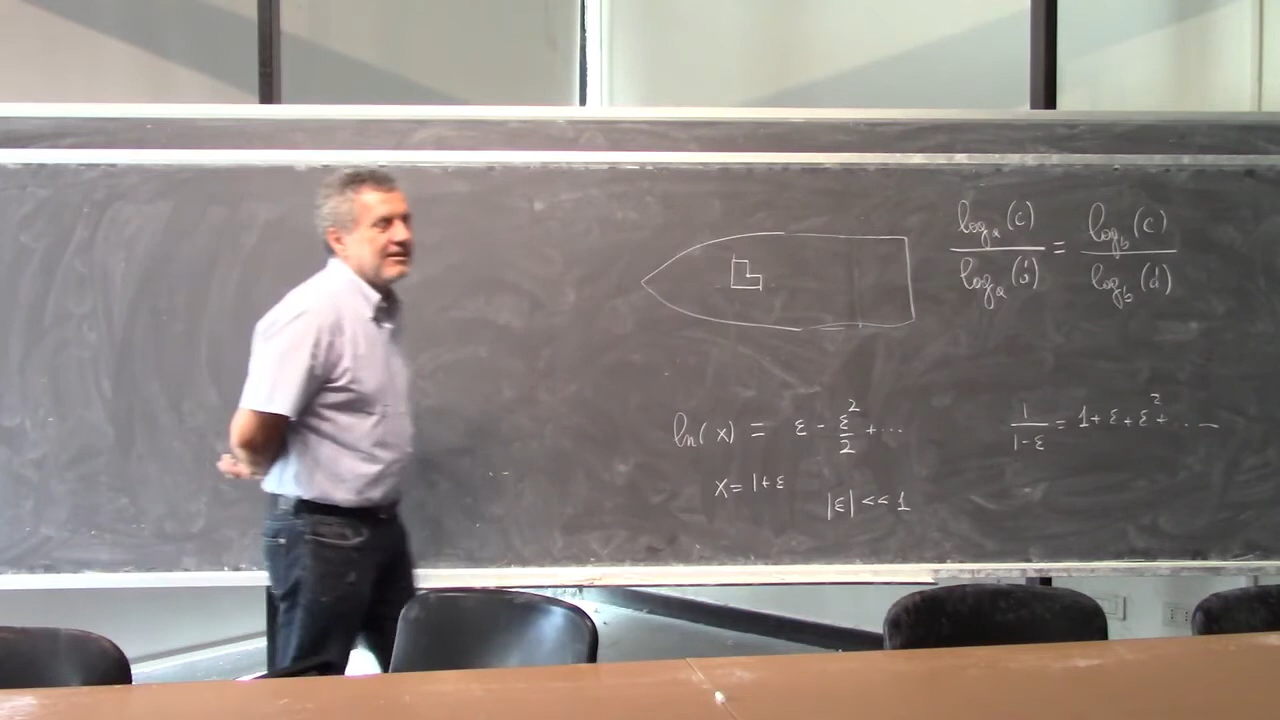 log_a(c) / log_a(d) = log_b(c) / log_b(d)
ln(x) = ε - ε²/2 + ...
1/(1-ε) = 1+ε+ε²+...
x=1+ε
|ε| << 1